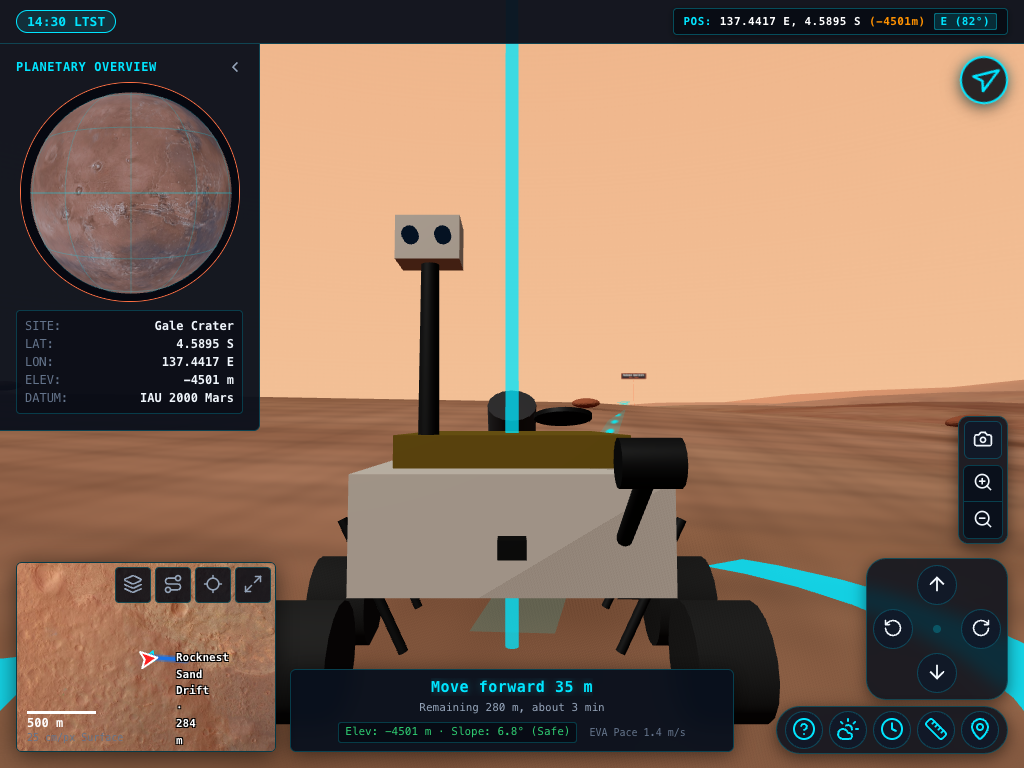 14:30 LTST
POS: 137.4417 E, 4.5895 S (−4501m) E (82°)
PLANETARY OVERVIEW
SITE: Gale Crater
LAT: 4.5895 S
LON: 137.4417 E
ELEV: −4501 m
DATUM: IAU 2000 Mars
Rocknest
Sand
Drift
·
284
m
500 m
Move forward 35 m
Remaining 280 m, about 3 min
Elev: −4501 m · Slope: 6.8° (Safe)
EVA Pace 1.4 m/s